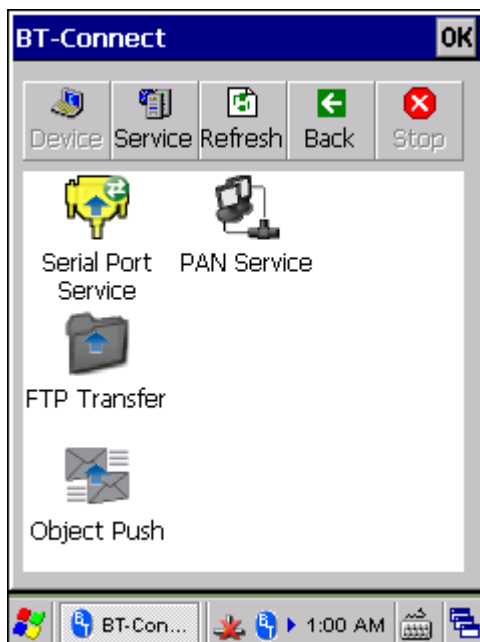 BT-Connect OK
Device Service Refresh Back Stop
Serial Port PAN Service
Service
FTP Transfer
Object Push
BT-Con... 1:00 AM